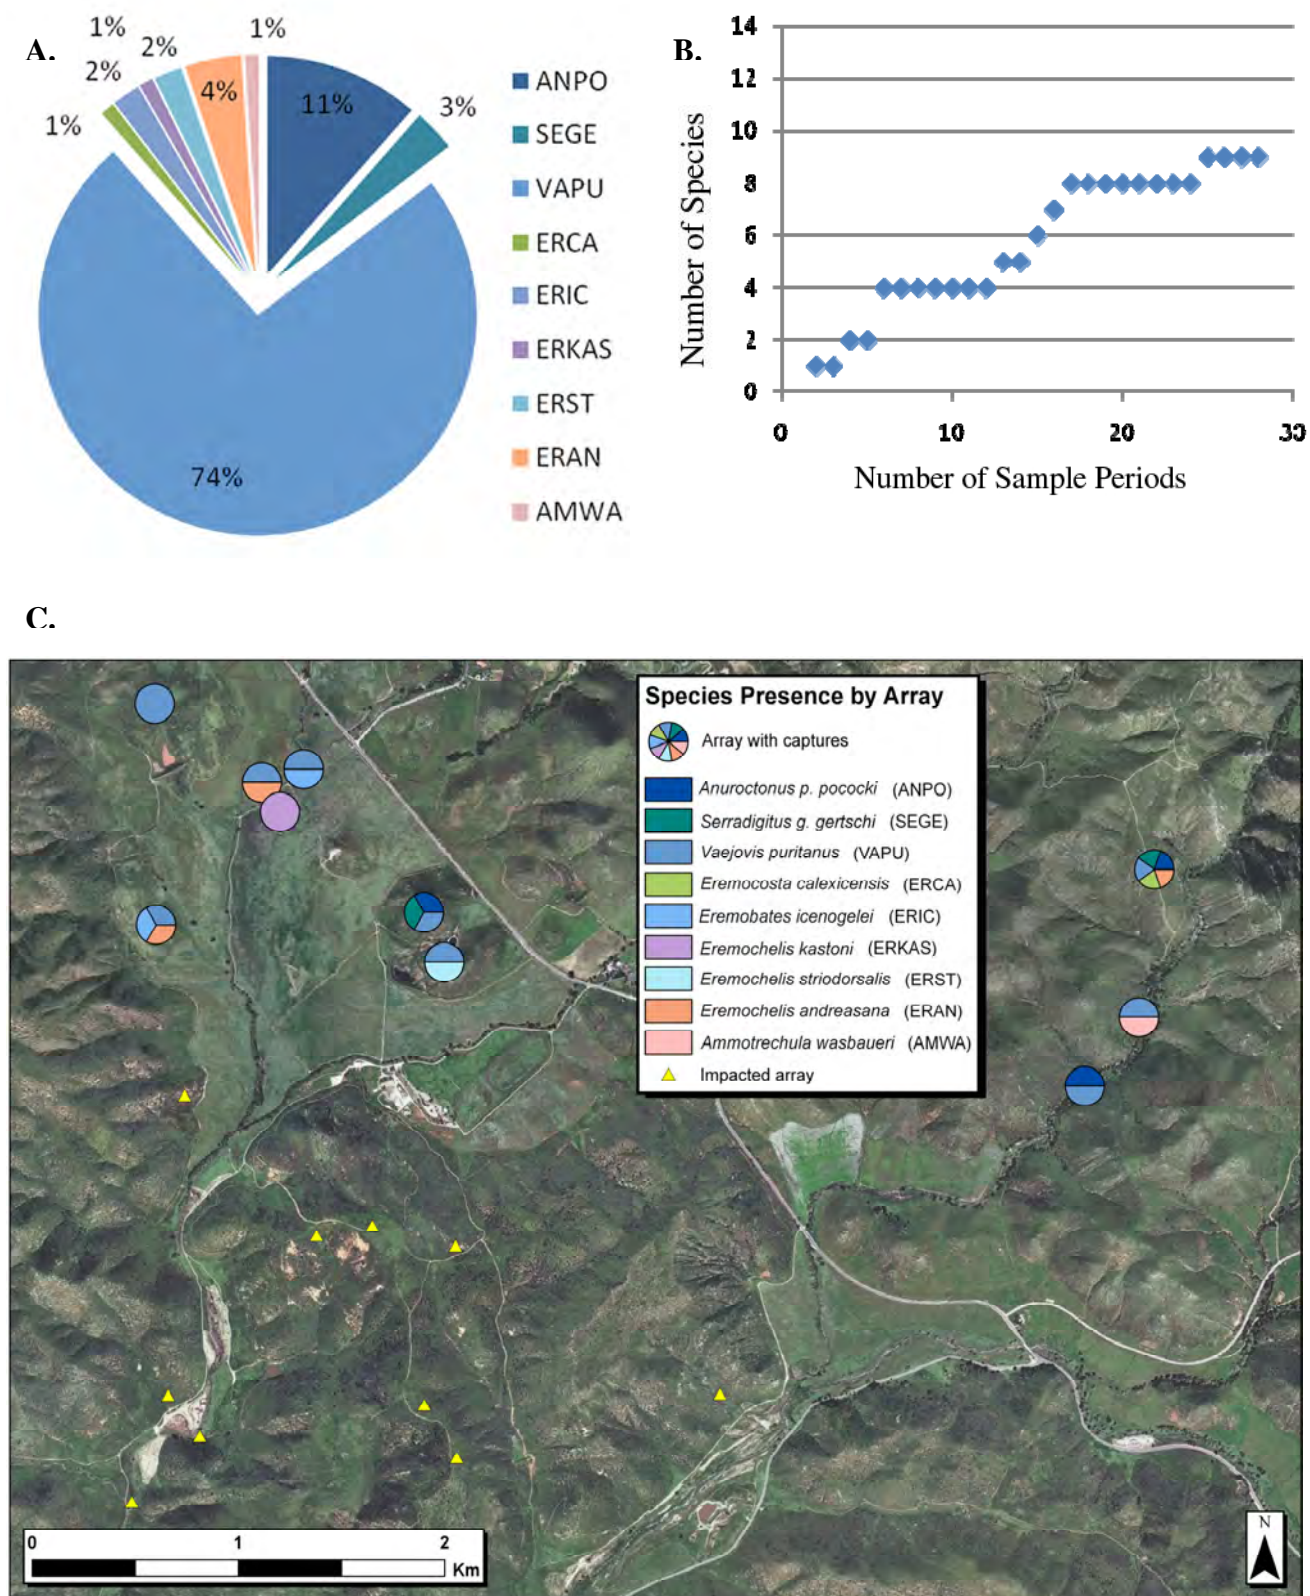 A.
1%
2%
2%
1%
4%
1%
11%
3%
74%
ANPO
SEGE
VAPU
ERCA
ERIC
ERKAS
ERST
ERAN
AMWA
B.
Number of Species
14
12
10
8
6
4
2
0
0
10
20
30
Number of Sample Periods
C.
Species Presence by Array
Array with captures
Anuroctonus p. pococki (ANPO)
Serradigitus g. gertschi (SEGE)
Vaejovis puritanus (VAPU)
Eremocosta calexicensis (ERCA)
Eremobates icenogelei (ERIC)
Eremochelis kastoni (ERKAS)
Eremochelis striodorsalis (ERST)
Eremochelis andreasana (ERAN)
Ammotrechula wasbaueri (AMWA)
Impacted array
0 1 2
Km
N